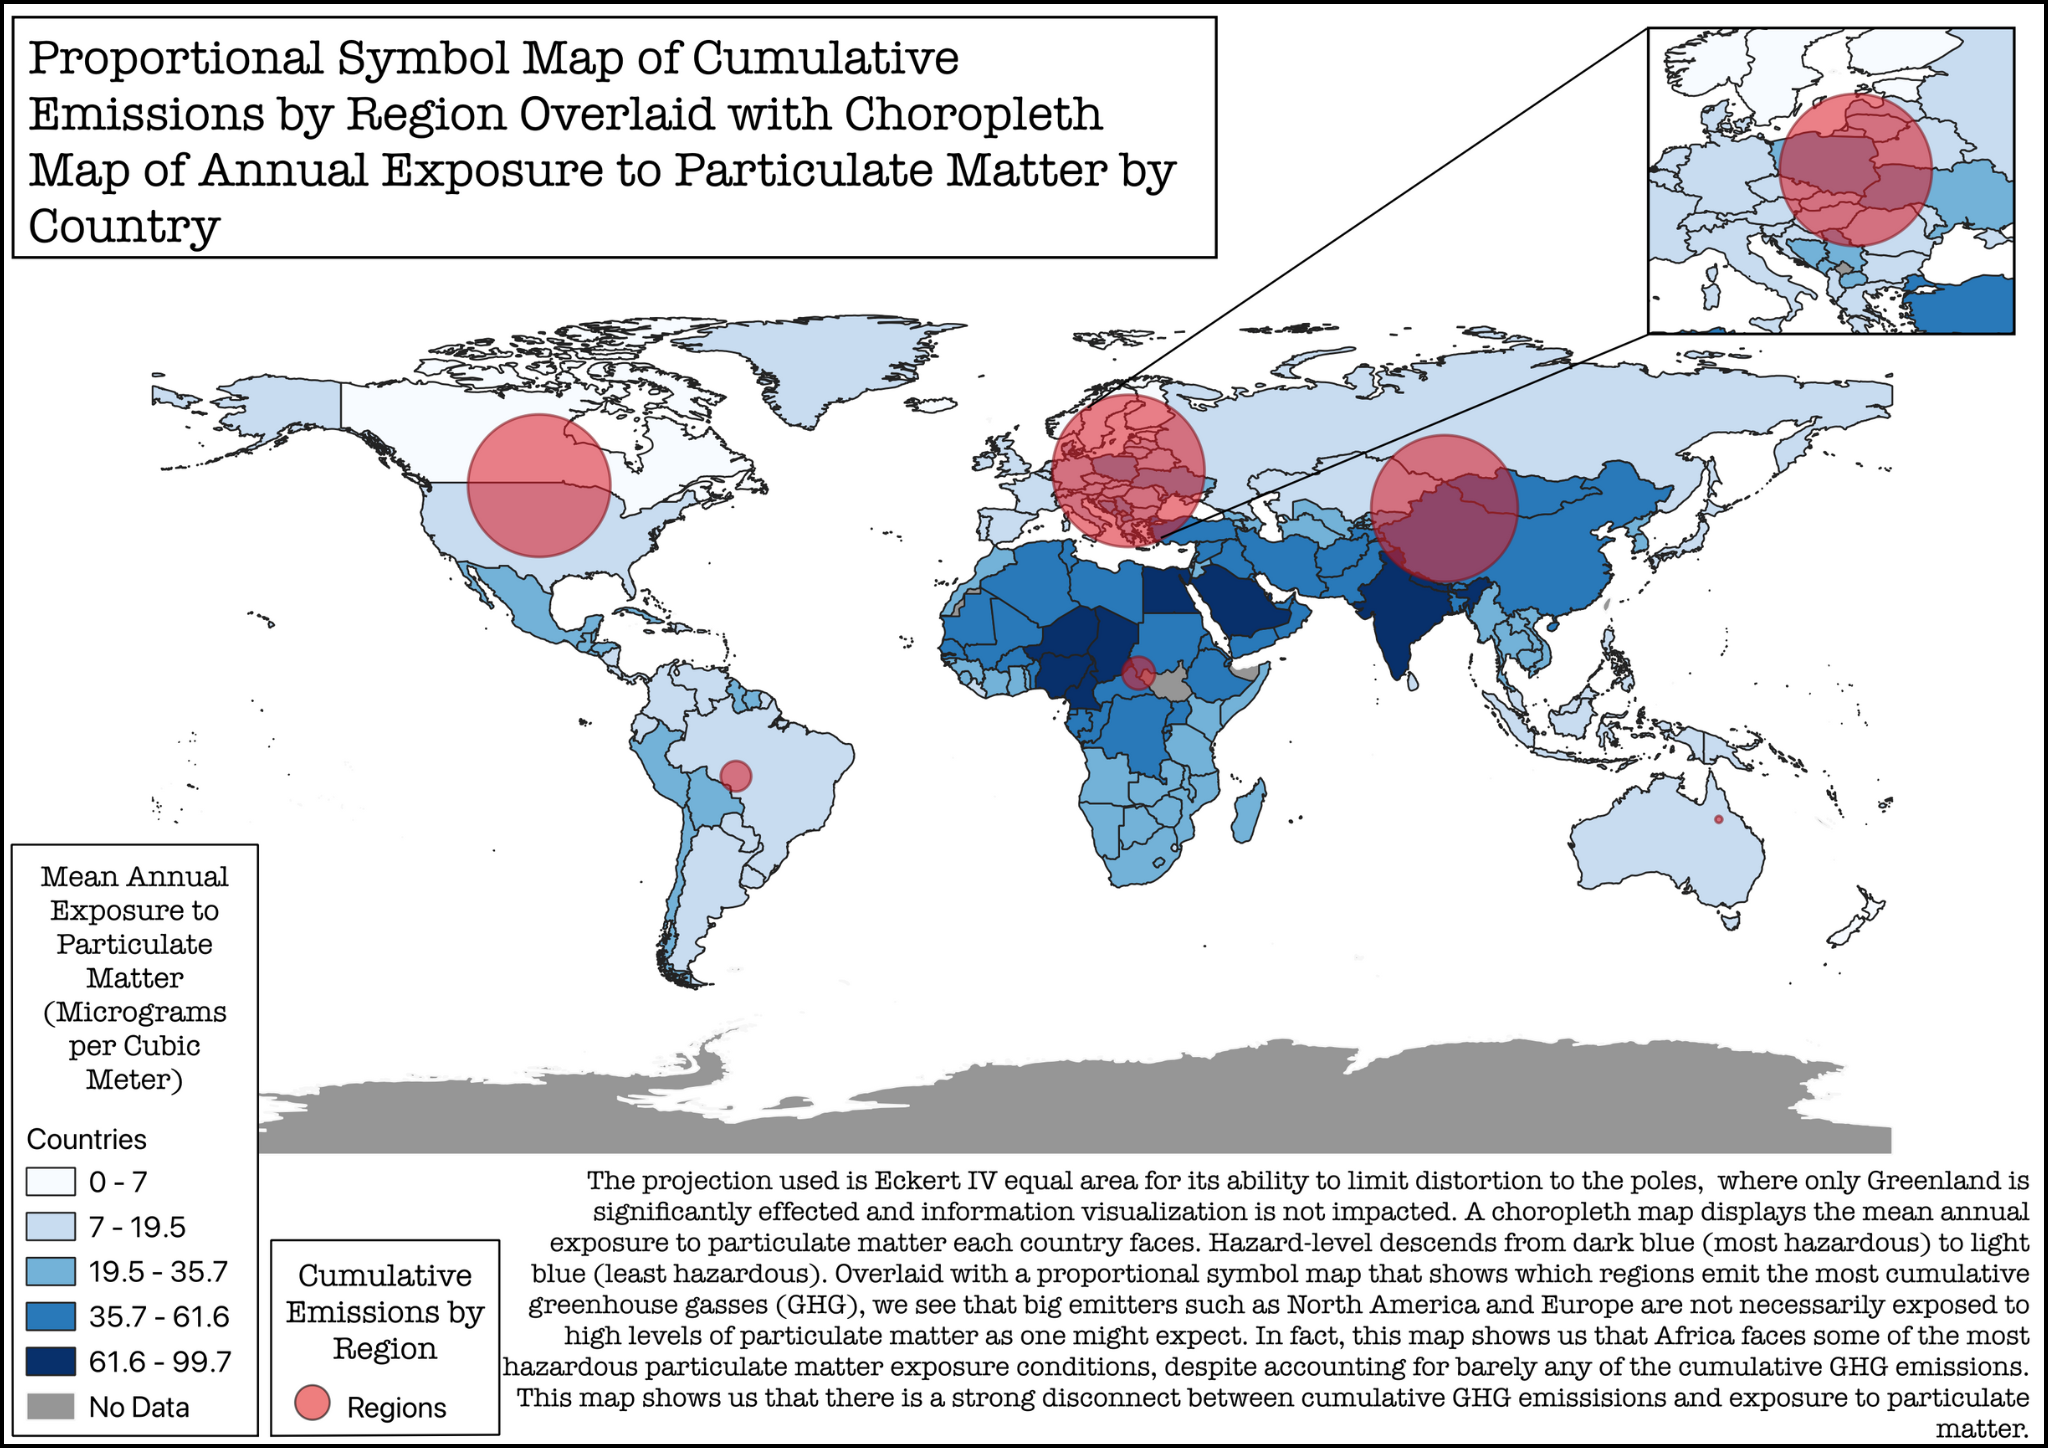 Proportional Symbol Map of Cumulative
Emissions by Region Overlaid with Choropleth
Map of Annual Exposure to Particulate Matter by
Country
Mean Annual
Exposure to
Particulate
Matter
(Micrograms
per Cubic
Meter)
Countries
0 - 7
7 - 19.5
19.5 - 35.7
35.7 - 61.6
61.6 - 99.7
No Data
Cumulative
Emissions by
Region
Regions
The projection used is Eckert IV equal area for its ability to limit distortion to the poles,  where only Greenland is
significantly effected and information visualization is not impacted. A choropleth map displays the mean annual
exposure to particulate matter each country faces. Hazard-level descends from dark blue (most hazardous) to light
blue (least hazardous). Overlaid with a proportional symbol map that shows which regions emit the most cumulative
greenhouse gasses (GHG), we see that big emitters such as North America and Europe are not necessarily exposed to
high levels of particulate matter as one might expect. In fact, this map shows us that Africa faces some of the most
hazardous particulate matter exposure conditions, despite accounting for barely any of the cumulative GHG emissions.
This map shows us that there is a strong disconnect between cumulative GHG emissisions and exposure to particulate
matter.